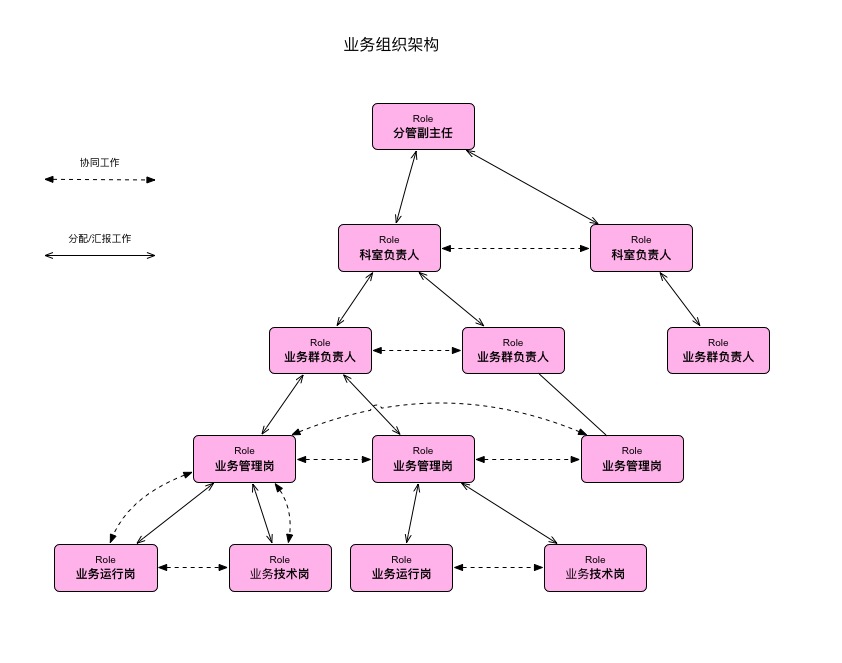 业务组织架构
Role
分管副主任
协同工作
分配/汇报工作
Role
科室负责人
Role
科室负责人
Role
业务群负责人
Role
业务群负责人
Role
业务群负责人
Role
业务管理岗
Role
业务管理岗
Role
业务管理岗
Role
业务运行岗
Role
业务技术岗
Role
业务运行岗
Role
业务技术岗